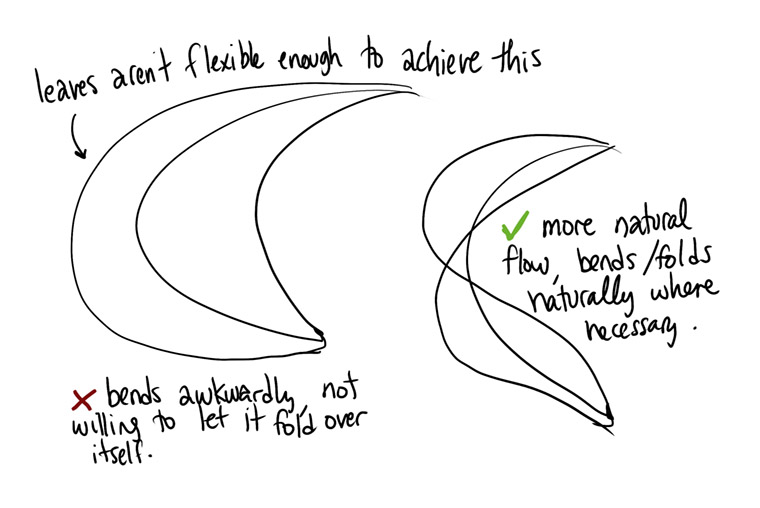 leaves aren't flexible enough to achieve this
more natural
flow, bends/folds
naturally where
necessary.
bends awkwardly, not
willing to let it fold over
itself.